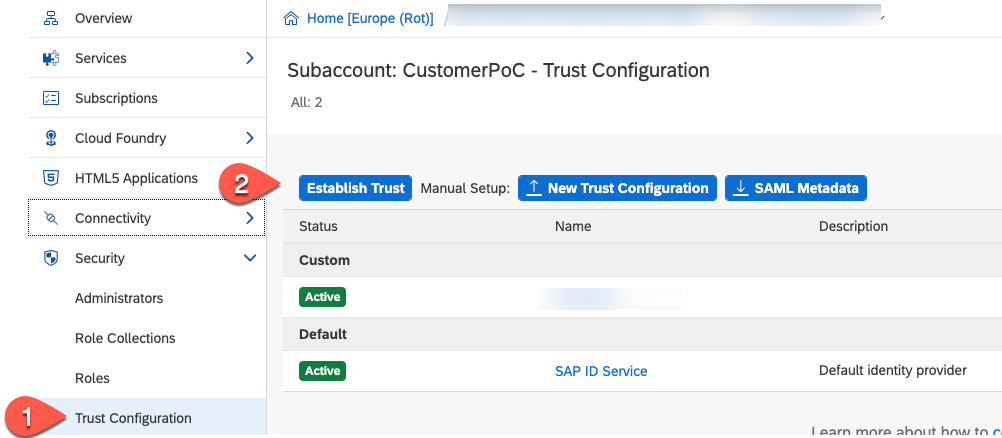 Overview
Services
Subscriptions
Cloud Foundry
HTML5 Applications
Connectivity
Security
Administrators
Role Collections
Roles
1
Trust Configuration
Home [Europe (Rot)] /
Subaccount: CustomerPoC - Trust Configuration
All: 2
2
Establish Trust Manual Setup: New Trust Configuration SAML Metadata
Status Name Description
Custom
Active
Default
Active SAP ID Service Default identity provider
Learn more about how to